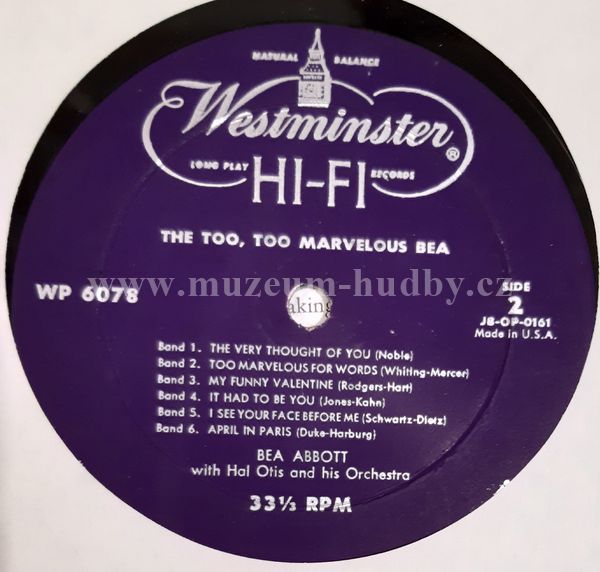 NATURAL BALANCE
Westminster ®
LONG PLAY HI-FI RECORDS
THE TOO, TOO MARVELOUS BEA
www.muzeum-hudby.cz
WP 6078
SIDE
2
JB-OP-0161
Made in U.S.A.
aking
Band 1. THE VERY THOUGHT OF YOU (Noble)
Band 2. TOO MARVELOUS FOR WORDS (Whiting-Mercer)
Band 3. MY FUNNY VALENTINE (Rodgers-Hart)
Band 4. IT HAD TO BE YOU (Jones-Kahn)
Band 5. I SEE YOUR FACE BEFORE ME (Schwartz-Dietz)
Band 6. APRIL IN PARIS (Duke-Harburg)
BEA ABBOTT
with Hal Otis and his Orchestra
33⅓ RPM